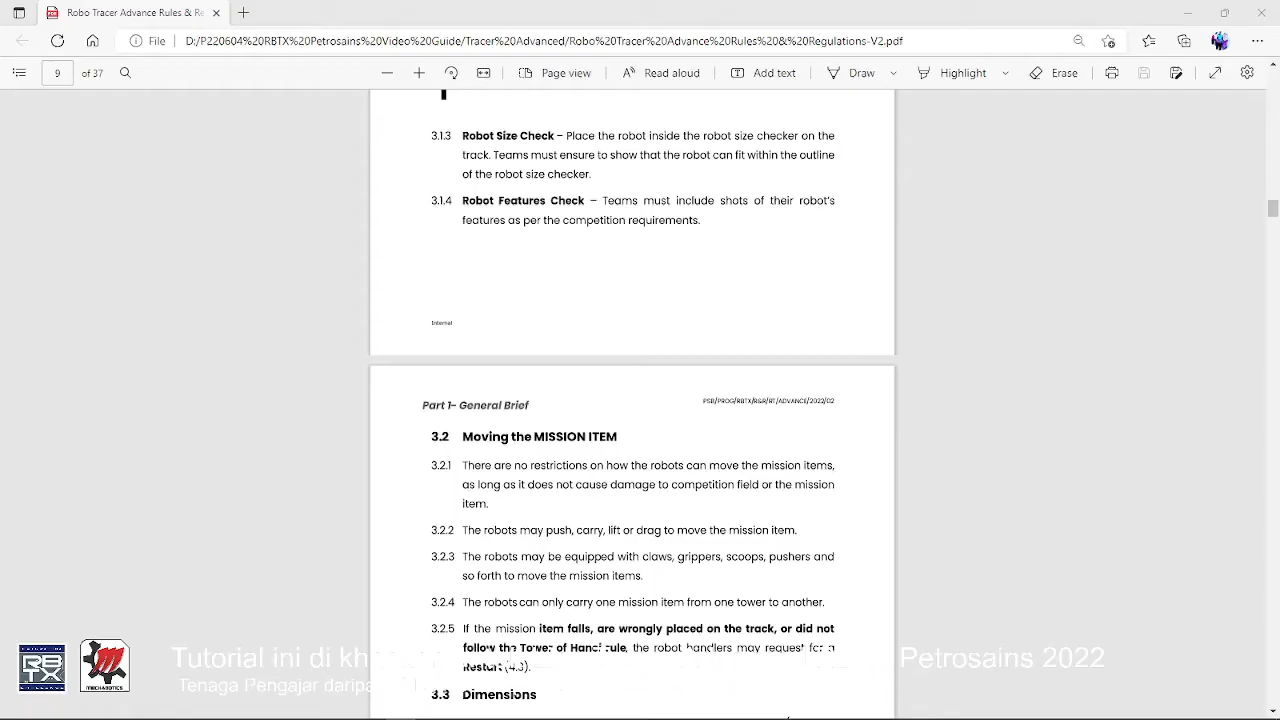 Robo Tracer Advance Rules & Re
File
D:/P220604%20RBTX%20Petrosains%20Video%20Guide/Tracer%20Advanced/Robo%20Tracer%20Advance%20Rules%20&%20Regulations-V2.pdf
9 of 37
Page view
Read aloud
Add text
Draw
Highlight
Erase
3.1.3 Robot Size Check – Place the robot inside the robot size checker on the
track. Teams must ensure to show that the robot can fit within the outline
of the robot size checker.
3.1.4 Robot Features Check – Teams must include shots of their robot's
features as per the competition requirements.
Internal
Part 1- General Brief
PSB/PROG/RBTX/R&R/RT/ADVANCE/2022/02
3.2 Moving the MISSION ITEM
3.2.1 There are no restrictions on how the robots can move the mission items,
as long as it does not cause damage to competition field or the mission
item.
3.2.2 The robots may push, carry, lift or drag to move the mission item.
3.2.3 The robots may be equipped with claws, grippers, scoops, pushers and
so forth to move the mission items.
3.2.4 The robots can only carry one mission item from one tower to another.
3.2.5 If the mission item falls, are wrongly placed on the track, or did not
follow the Tower of Hanoi rule, the robot handlers may request for a
Restart (4.3).
3.3 Dimensions
RB
TX
MECHABOTICS
Tutorial ini di Petrosains 2022
Tenaga Pengajar